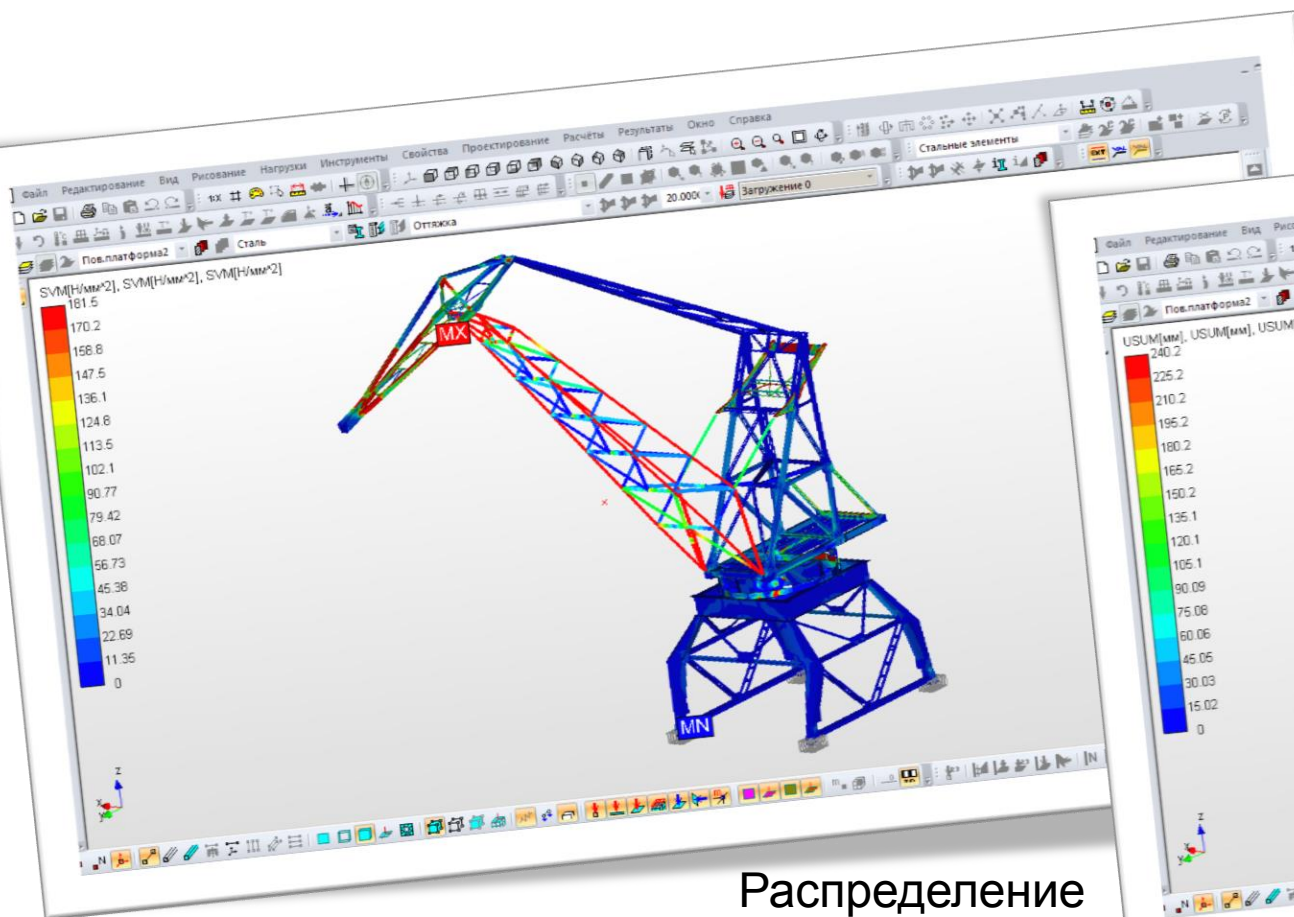 Файл Редактирование Вид Рисование Нагрузки Инструменты Свойства Проектирование Расчёты Результаты Окно Справка
Стальные элементы
20.000
Загружение 0
Пов.платформа2
Сталь
Оттяжка
SVM[Н/мм^2], SVM[Н/мм^2], SVM[Н/мм^2]
181.5
170.2
158.8
147.5
136.1
124.8
113.5
102.1
90.77
79.42
68.07
56.73
45.38
34.04
22.69
11.35
0
MX
MN
z
x
y
Файл Редактирование Вид
Пов.платформа2
USUM[мм], USUM[мм], USUM
240.2
225.2
210.2
195.2
180.2
165.2
150.2
135.1
120.1
105.1
90.09
75.08
60.06
45.05
30.03
15.02
0
z
x
y
Распределение